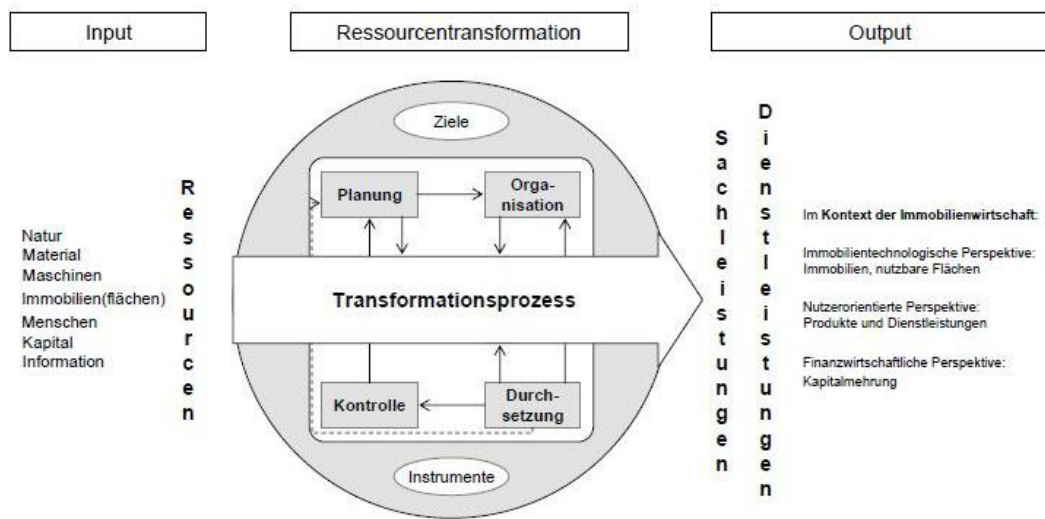 Input
Ressourcentransformation
Output
Natur
Material
Maschinen
Immobilien(flächen)
Menschen
Kapital
Information
Ressourcen
Ziele
Planung
Orga-
nisation
Transformationsprozess
Kontrolle
Durch-
setzung
Instrumente
Sachleistungen
Dienstleistungen
Im Kontext der Immobilienwirtschaft:
Immobilientechnologische Perspektive:
Immobilien, nutzbare Flächen
Nutzerorientierte Perspektive:
Produkte und Dienstleistungen
Finanzwirtschaftliche Perspektive:
Kapitalmehrung